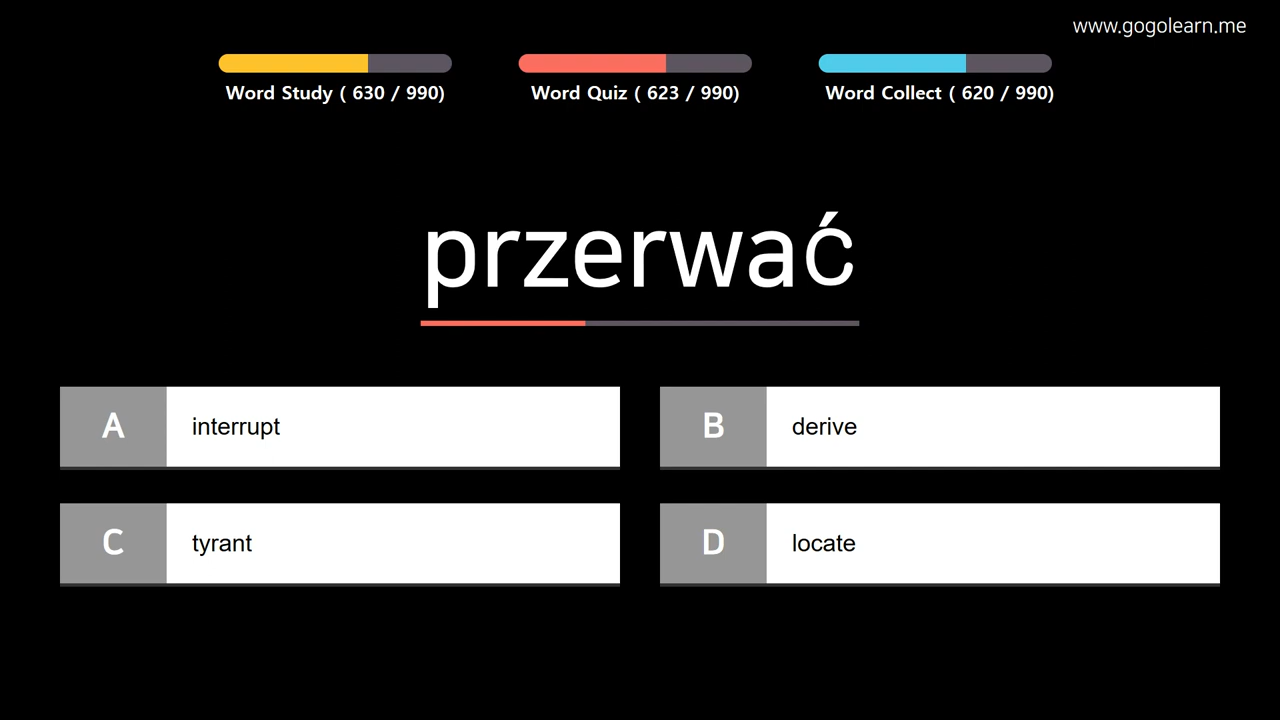 www.gogolearn.me
Word Study ( 630 / 990)
Word Quiz ( 623 / 990)
Word Collect ( 620 / 990)
przerwać
A
interrupt
B
derive
C
tyrant
D
locate